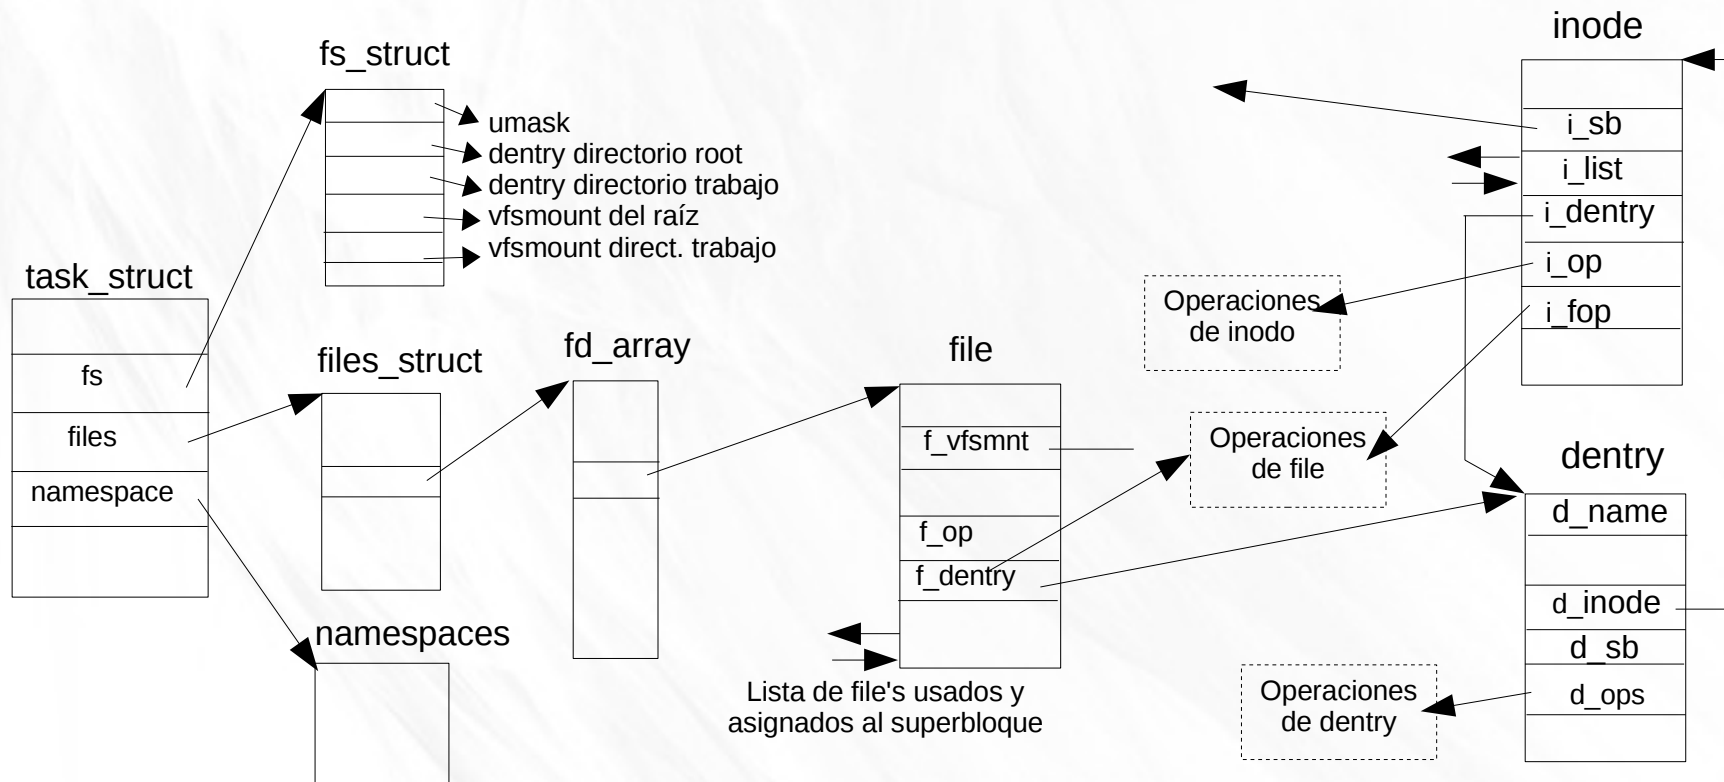 fs_struct
umask
dentry directorio root
dentry directorio trabajo
vfsmount del raíz
vfsmount direct. trabajo
task_struct
fs
files
namespace
files_struct
fd_array
namespaces
file
f_vfsmnt
f_op
f_dentry
Lista de file's usados y
asignados al superbloque
inode
i_sb
i_list
i_dentry
i_op
i_fop
Operaciones
de inodo
Operaciones
de file
dentry
d_name
d_inode
d_sb
d_ops
Operaciones
de dentry